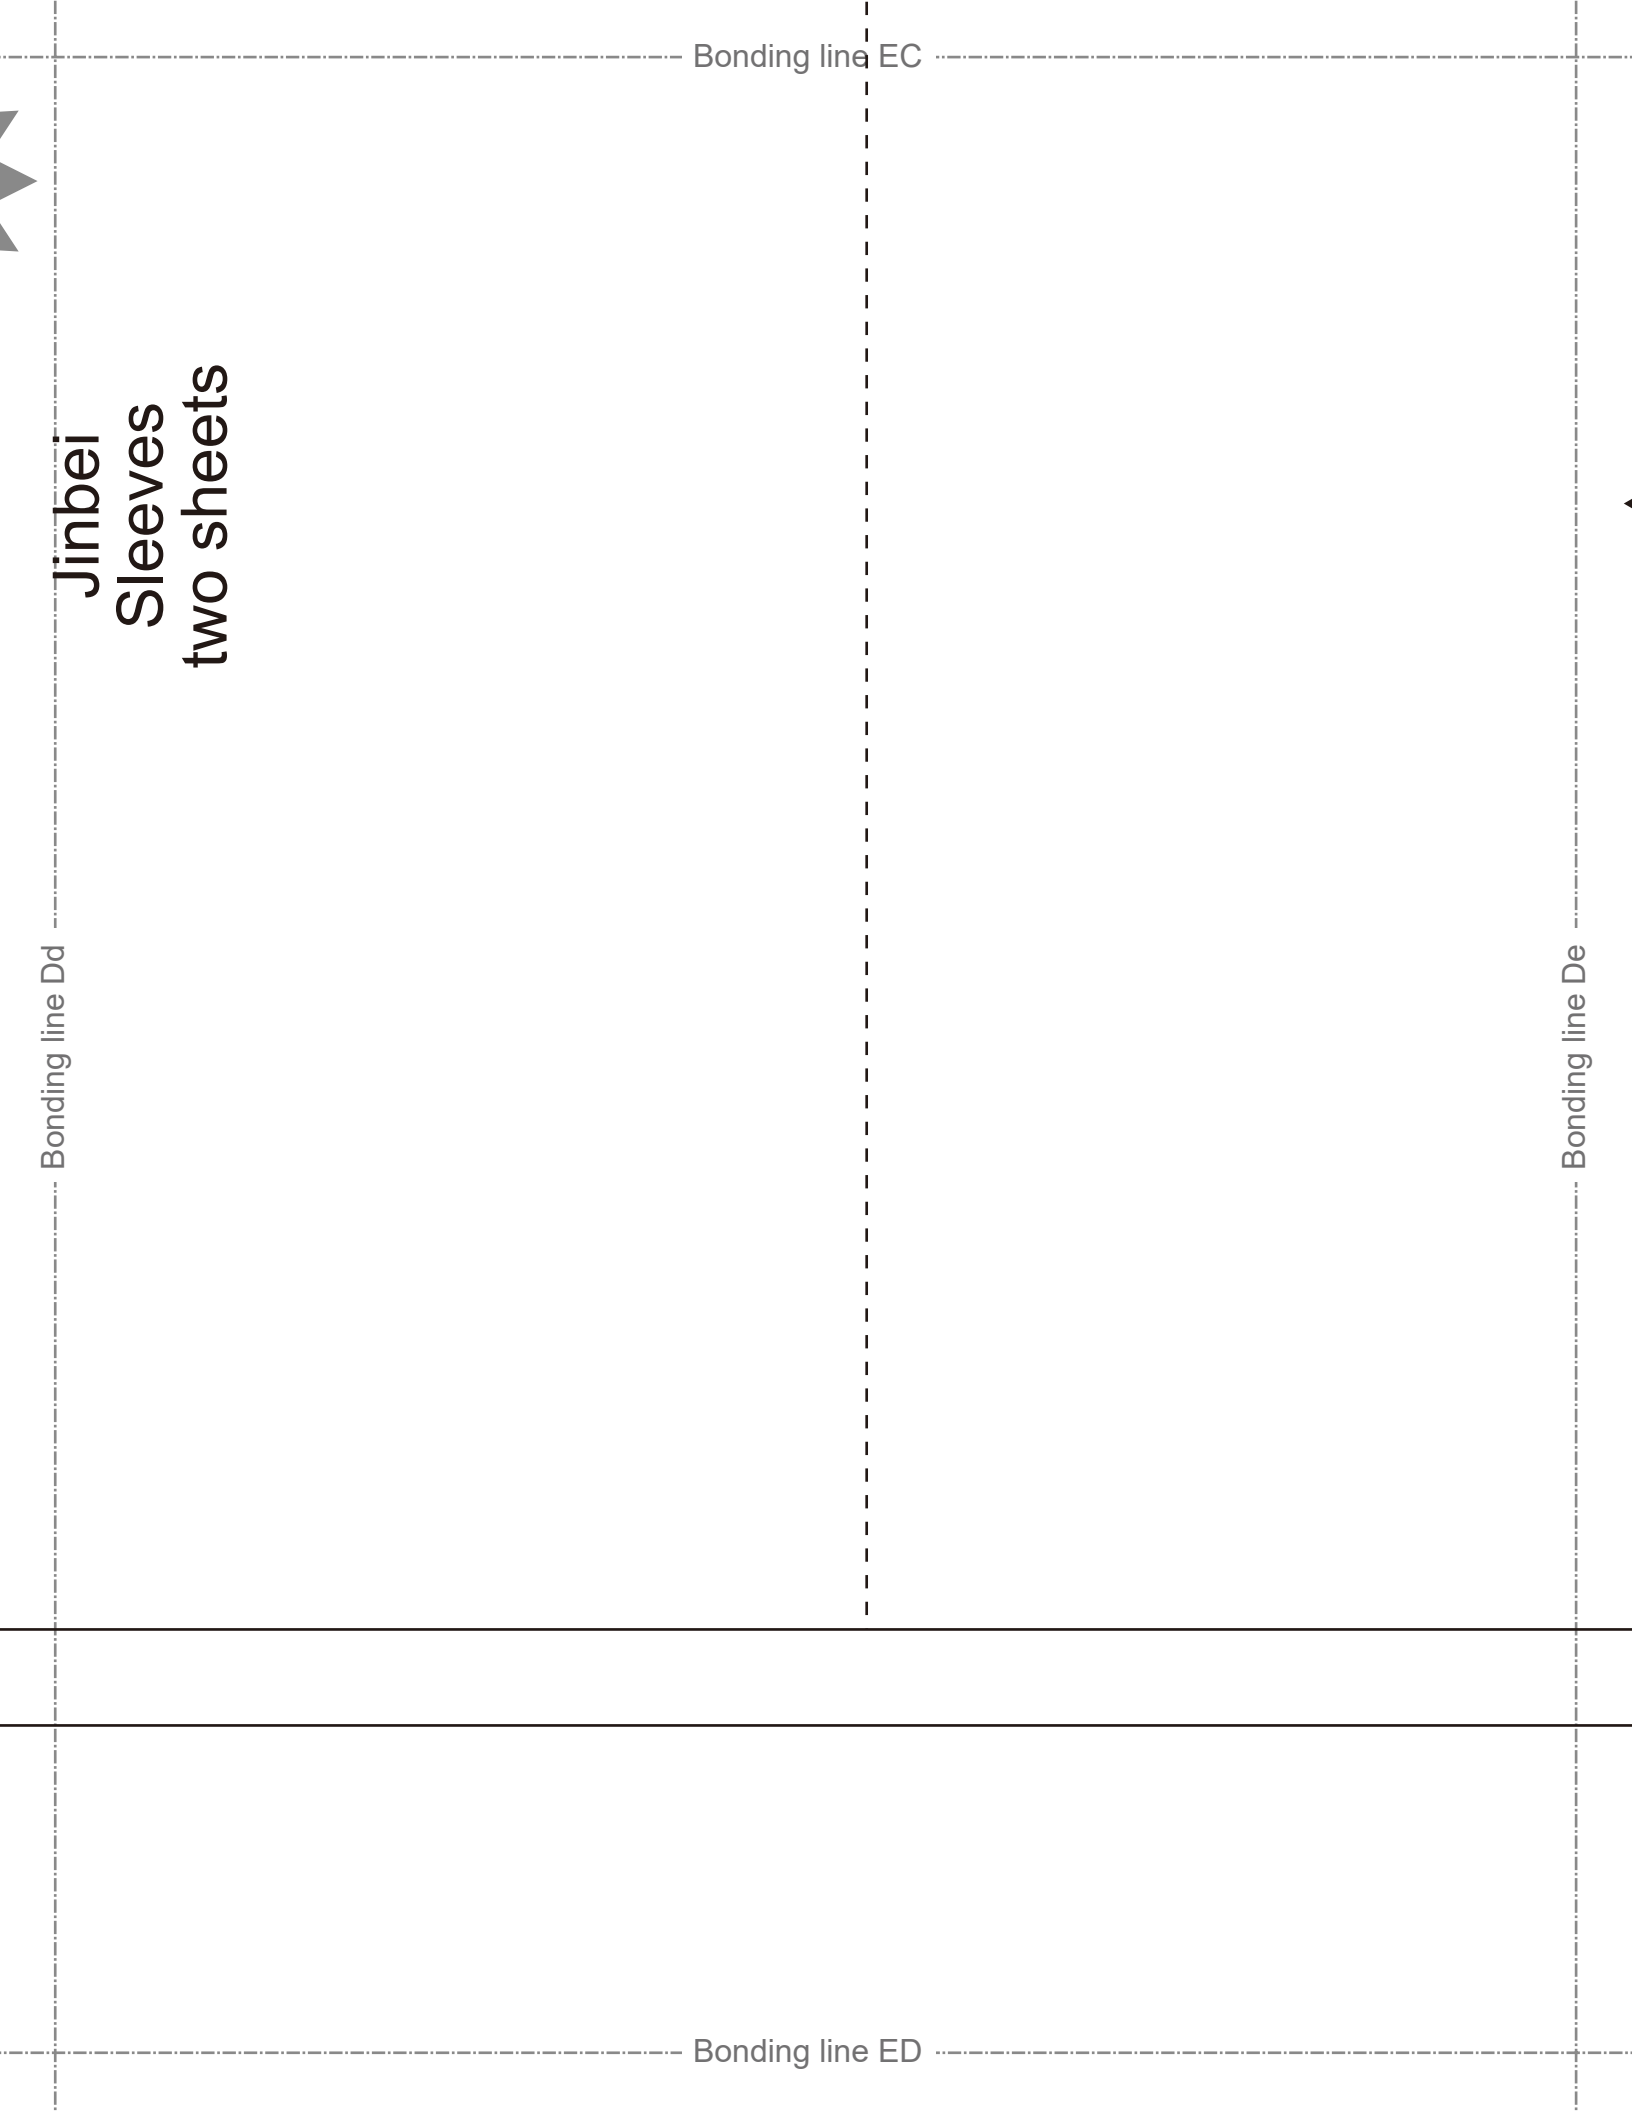 Bonding line EC
Jinbei
Sleeves
two sheets
Bonding line Dd
Bonding line De
Bonding line ED